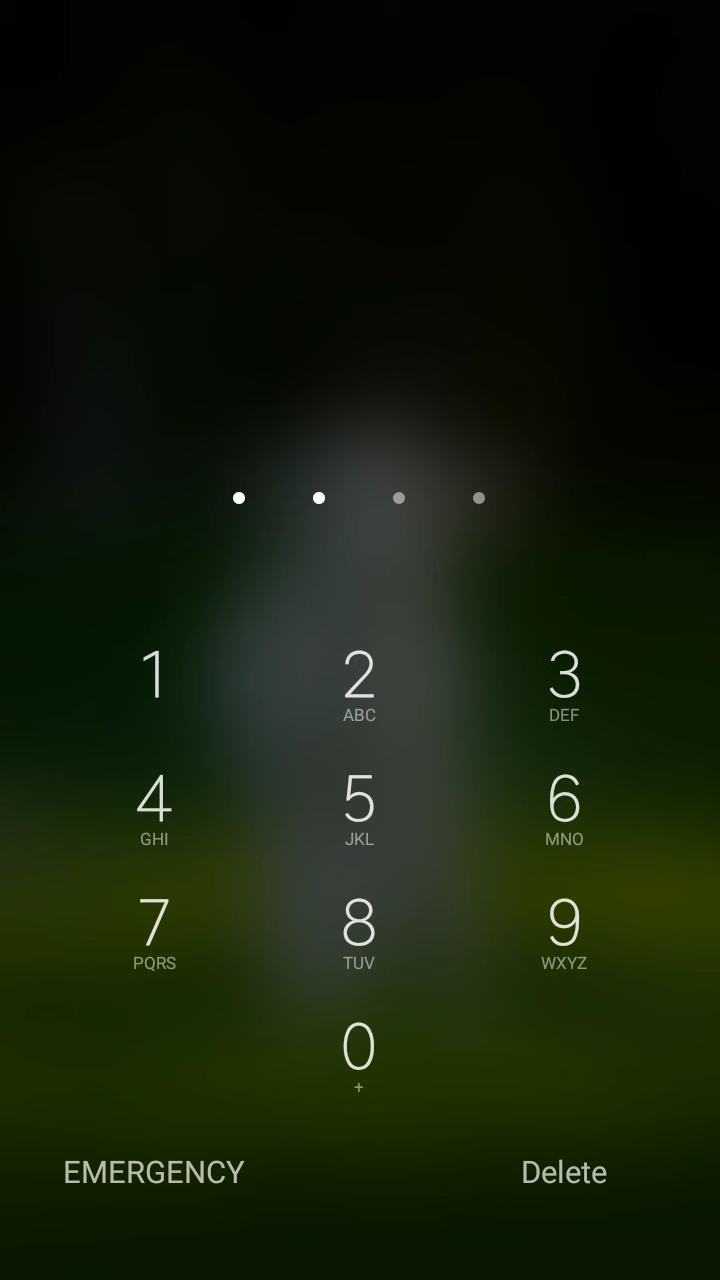 1 2 3
ABC DEF
4 5 6
GHI JKL MNO
7 8 9
PQRS TUV WXYZ
0
+
EMERGENCY Delete